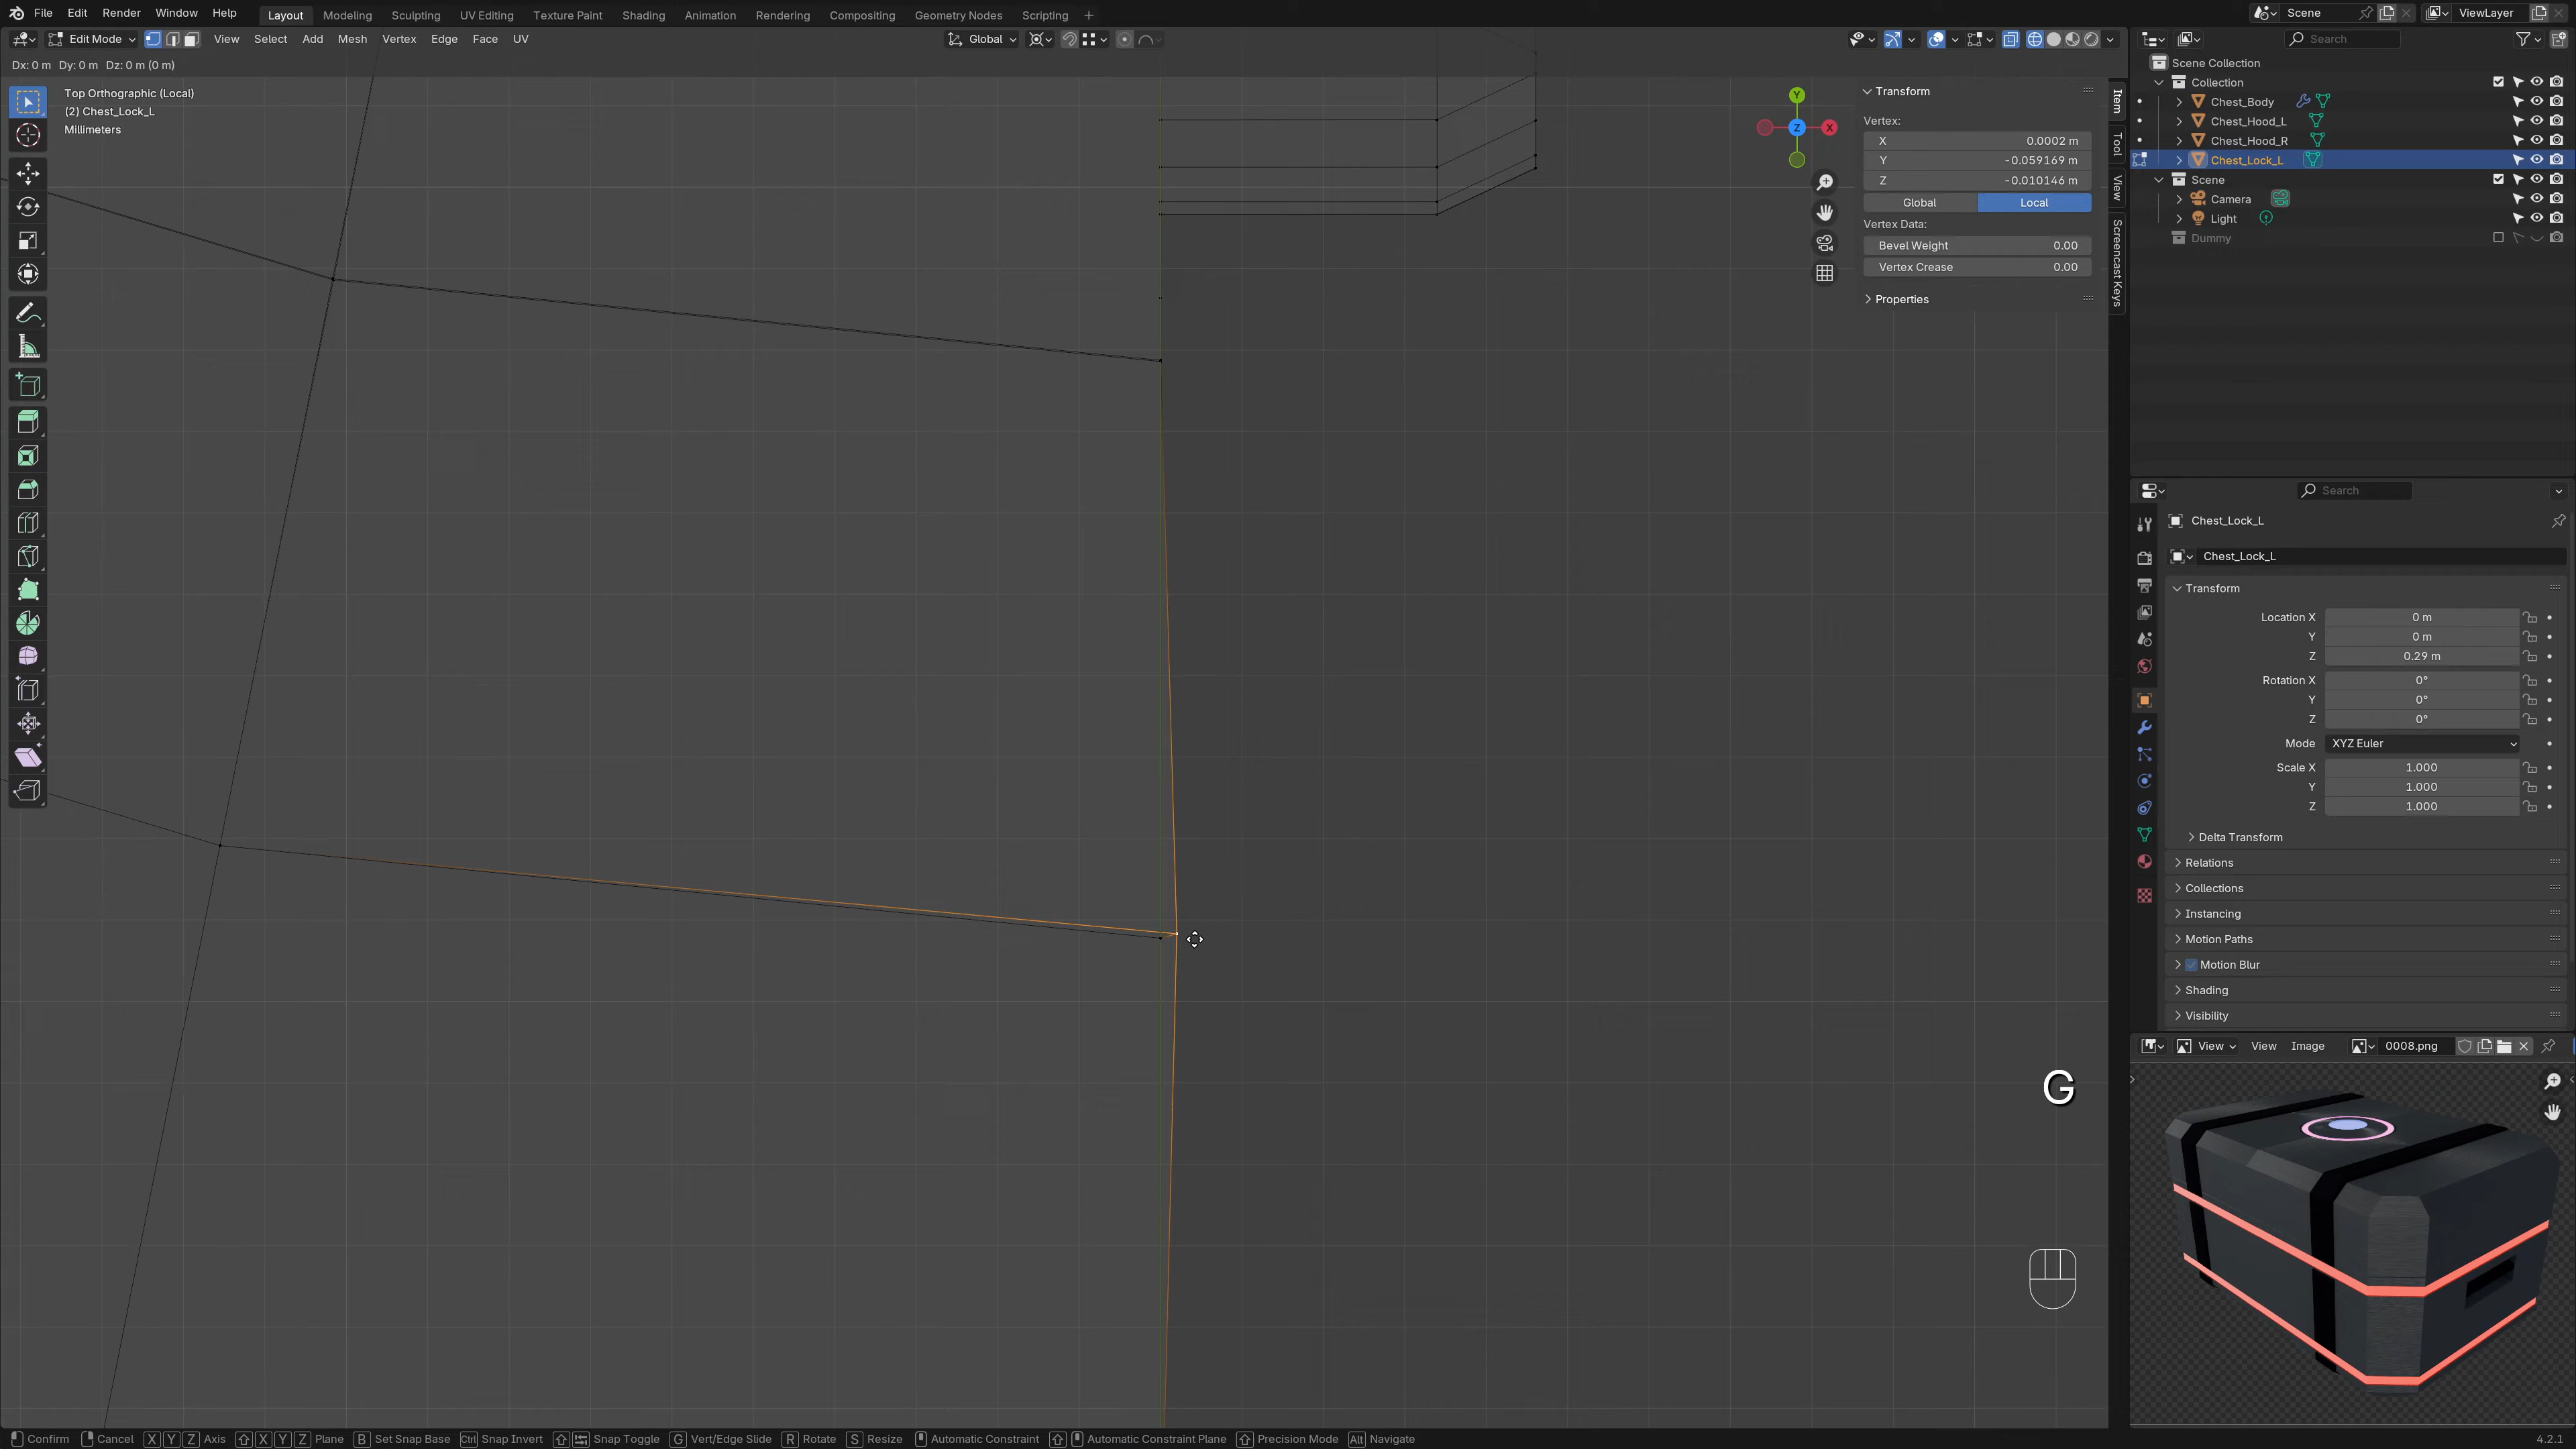 File Edit Render Window Help Layout Modeling Sculpting UV Editing Texture Paint Shading Animation Rendering Compositing Geometry Nodes Scripting + Scene ViewLayer
Edit Mode View Select Add Mesh Vertex Edge Face UV Global Search
Dx: 0 m Dy: 0 m Dz: 0 m (0 m)
Top Orthographic (Local)
(2) Chest_Lock_L
Millimeters
Y
Z X
Transform
Vertex:
X 0.0002 m
Y -0.059169 m
Z -0.010146 m
Global Local
Vertex Data:
Bevel Weight 0.00
Vertex Crease 0.00
Properties
Item
Tool
View
Screencast Keys
Scene Collection
Collection
Chest_Body
Chest_Hood_L
Chest_Hood_R
Chest_Lock_L
Scene
Camera
Light
Dummy
Search
Chest_Lock_L
Chest_Lock_L
Transform
Location X 0 m
Y 0 m
Z 0.29 m
Rotation X 0°
Y 0°
Z 0°
Mode XYZ Euler
Scale X 1.000
Y 1.000
Z 1.000
Delta Transform
Relations
Collections
Instancing
Motion Paths
Motion Blur
Shading
Visibility
View View Image 0008.png
G
Confirm Cancel X Y Z Axis X Y Z Plane B Set Snap Base Ctrl Snap Invert Snap Toggle G Vert/Edge Slide R Rotate S Resize Automatic Constraint Automatic Constraint Plane Precision Mode Alt Navigate 4.2.1